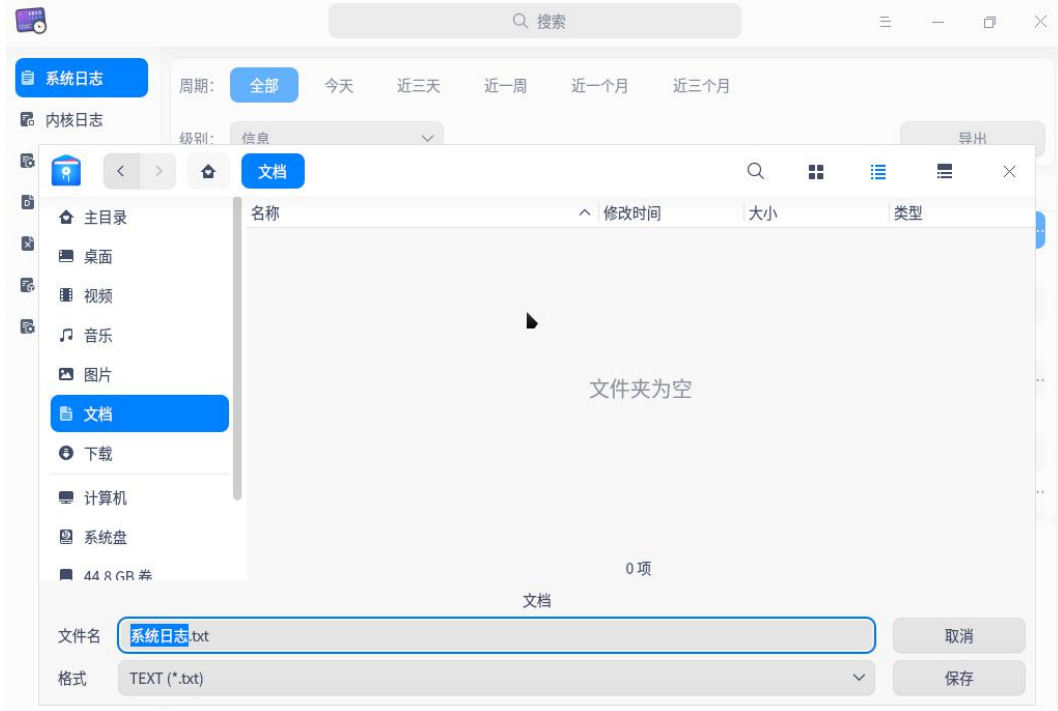 搜索
系统日志
周期: 全部 今天 近三天 近一周 近一个月 近三个月
内核日志
级别: 信息 导出
文档
名称 修改时间 大小 类型
主目录
桌面
视频
音乐
图片
文件夹为空
文档
下载
计算机
系统盘
44.8 GB 卷
0 项
文档
文件名 系统日志.txt 取消
格式 TEXT (*.txt) 保存